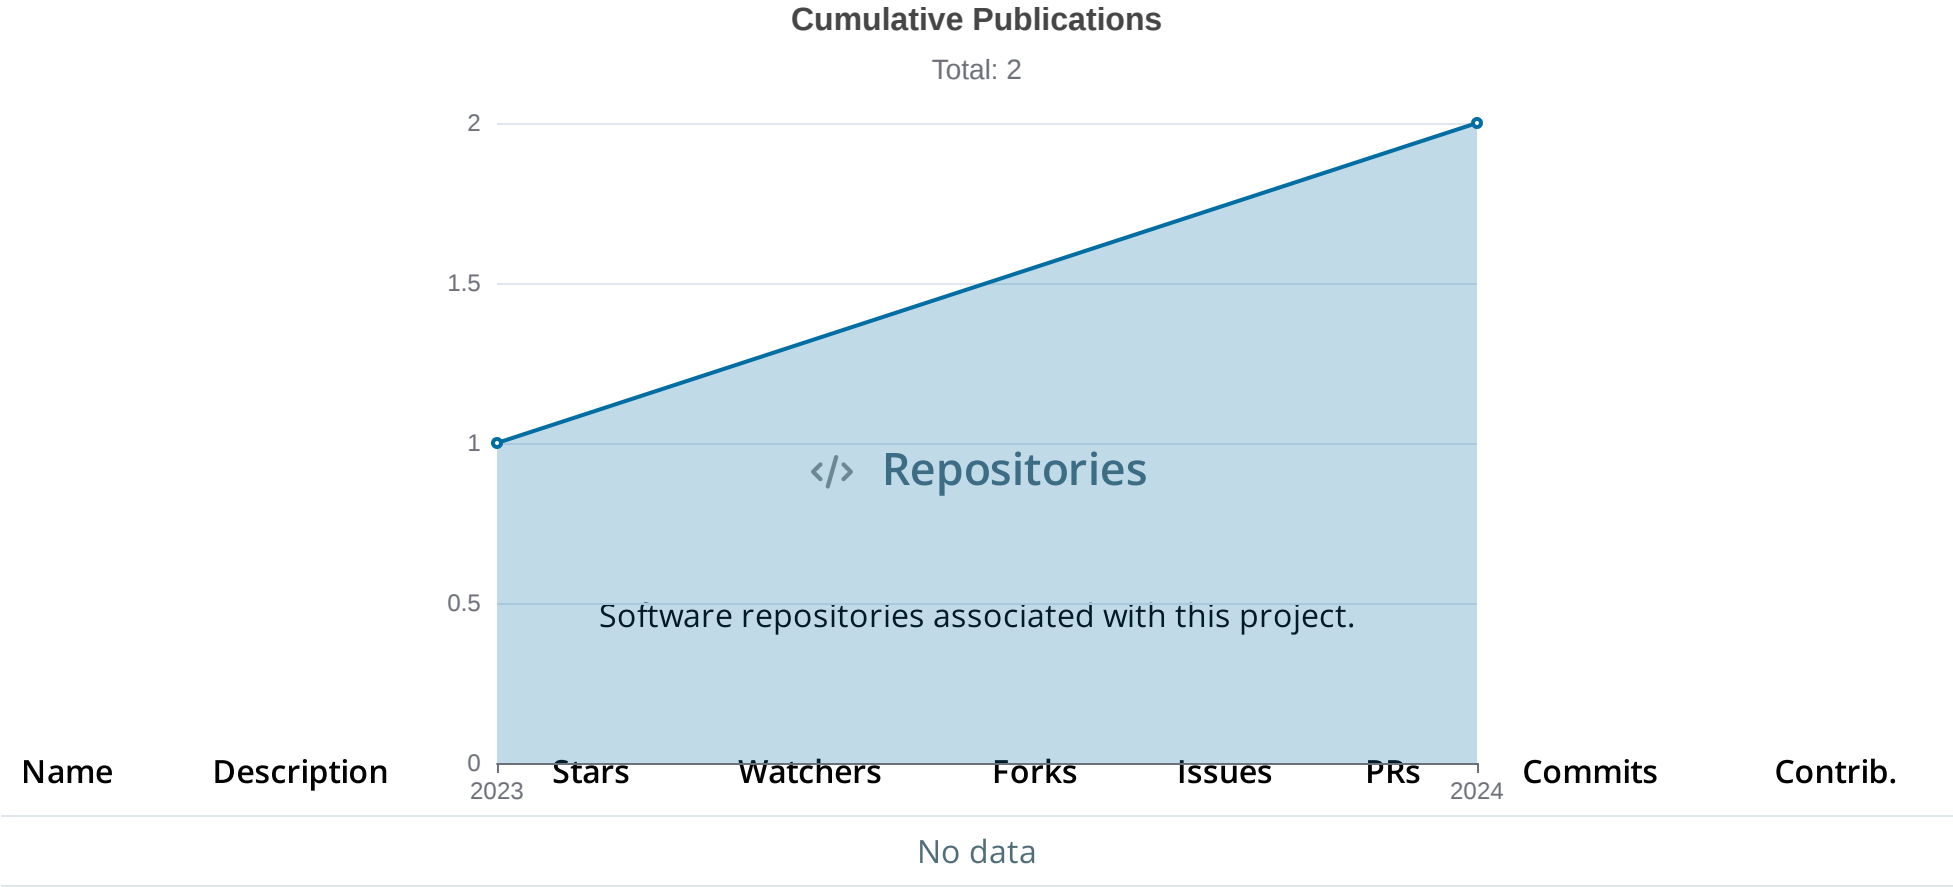 Cumulative Publications
Total: 2
2
1.5
1
Repositories
0.5
Software repositories associated with this project.
0
Name Description Stars Watchers Forks Issues PRs Commits Contrib.
2023 2024
No data